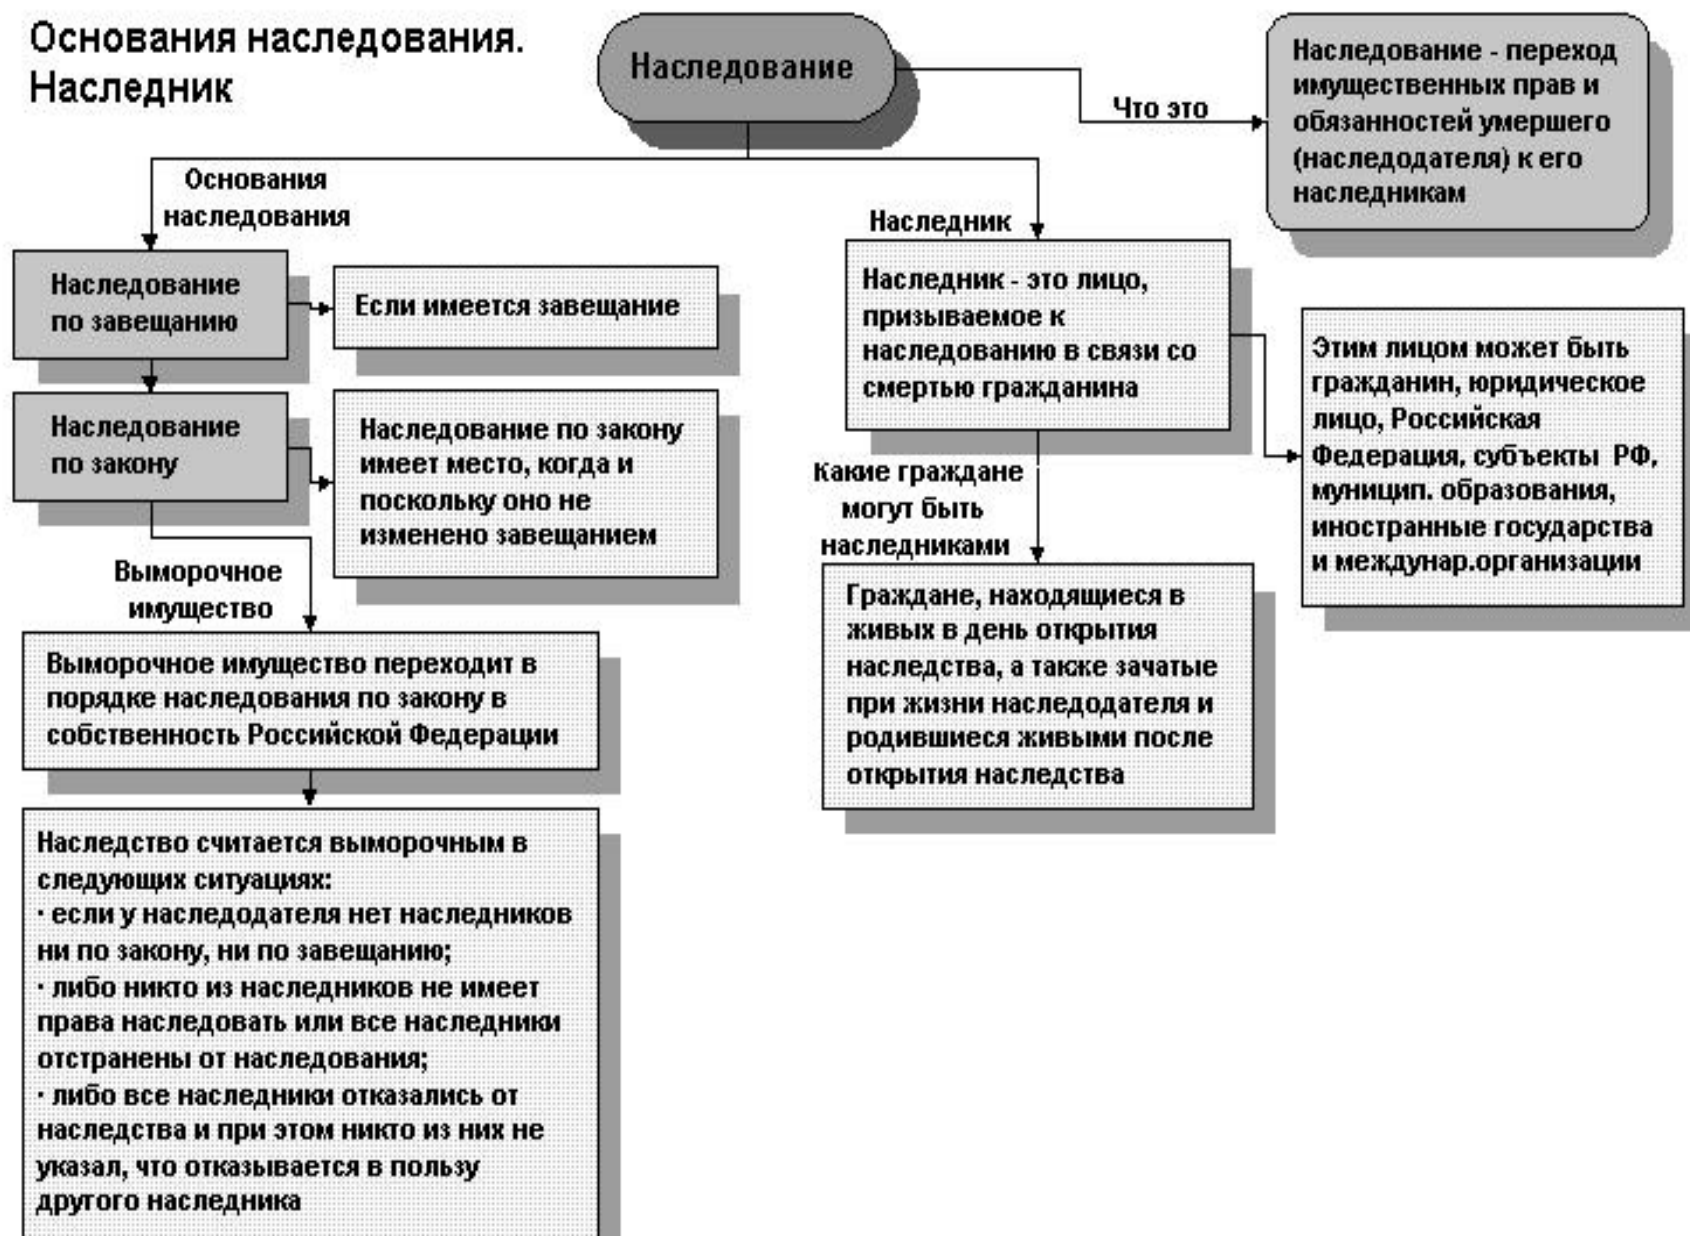 Основания наследования.
Наследник
Наследование
Что это
Наследование - переход
имущественных прав и
обязанностей умершего
(наследодателя) к его
наследникам
Основания
наследования
Наследование
по завещанию
Если имеется завещание
Наследование
по закону
Наследование по закону
имеет место, когда и
поскольку оно не
изменено завещанием
Выморочное
имущество
Выморочное имущество переходит в
порядке наследования по закону в
собственность Российской Федерации
Наследство считается выморочным в
следующих ситуациях:
· если у наследодателя нет наследников
ни по закону, ни по завещанию;
· либо никто из наследников не имеет
права наследовать или все наследники
отстранены от наследования;
· либо все наследники отказались от
наследства и при этом никто из них не
указал, что отказывается в пользу
другого наследника
Наследник
Наследник - это лицо,
призываемое к
наследованию в связи со
смертью гражданина
Этим лицом может быть
гражданин, юридическое
лицо, Российская
Федерация, субъекты РФ,
муницип. образования,
иностранные государства
и междунар.организации
Какие граждане
могут быть
наследниками
Граждане, находящиеся в
живых в день открытия
наследства, а также зачатые
при жизни наследодателя и
родившиеся живыми после
открытия наследства